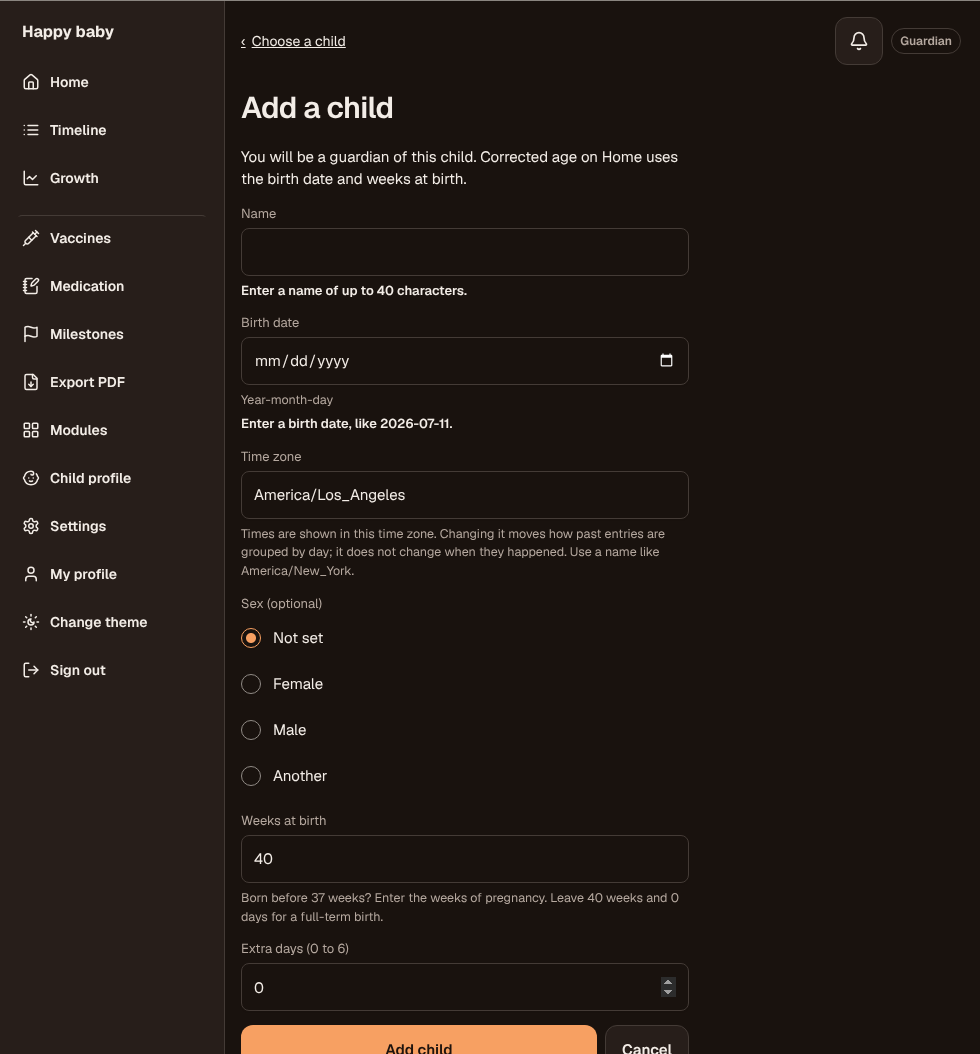 Happy baby
Home
Timeline
Growth
Vaccines
Medication
Milestones
Export PDF
Modules
Child profile
Settings
My profile
Change theme
Sign out
‹ Choose a child
Guardian
Add a child
You will be a guardian of this child. Corrected age on Home uses
the birth date and weeks at birth.
Name
Enter a name of up to 40 characters.
Birth date
mm/dd/yyyy
Year-month-day
Enter a birth date, like 2026-07-11.
Time zone
America/Los_Angeles
Times are shown in this time zone. Changing it moves how past entries are
grouped by day; it does not change when they happened. Use a name like
America/New_York.
Sex (optional)
Not set
Female
Male
Another
Weeks at birth
40
Born before 37 weeks? Enter the weeks of pregnancy. Leave 40 weeks and 0
days for a full-term birth.
Extra days (0 to 6)
0
Add child
Cancel